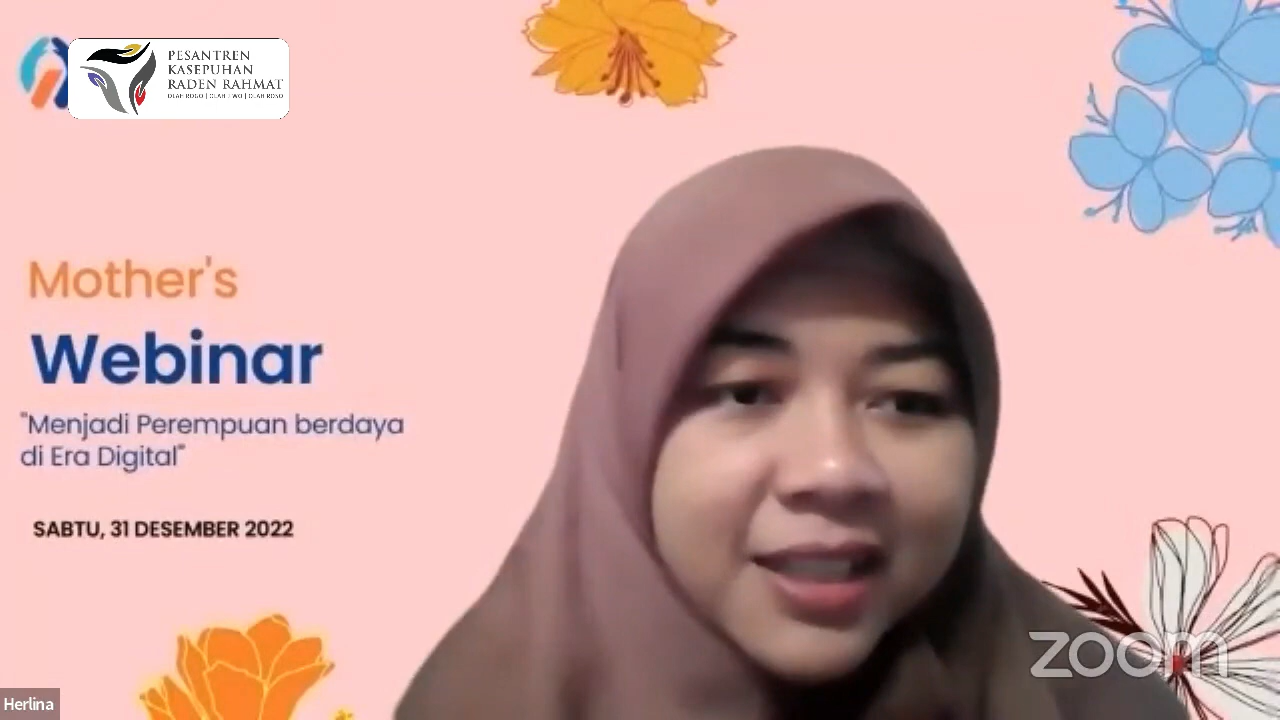 PESANTREN
KASEPUHAN
RADEN RAHMAT
Mother's
Webinar
"Menjadi Perempuan berdaya
di Era Digital"
SABTU, 31 DESEMBER 2022
zoom
Herlina